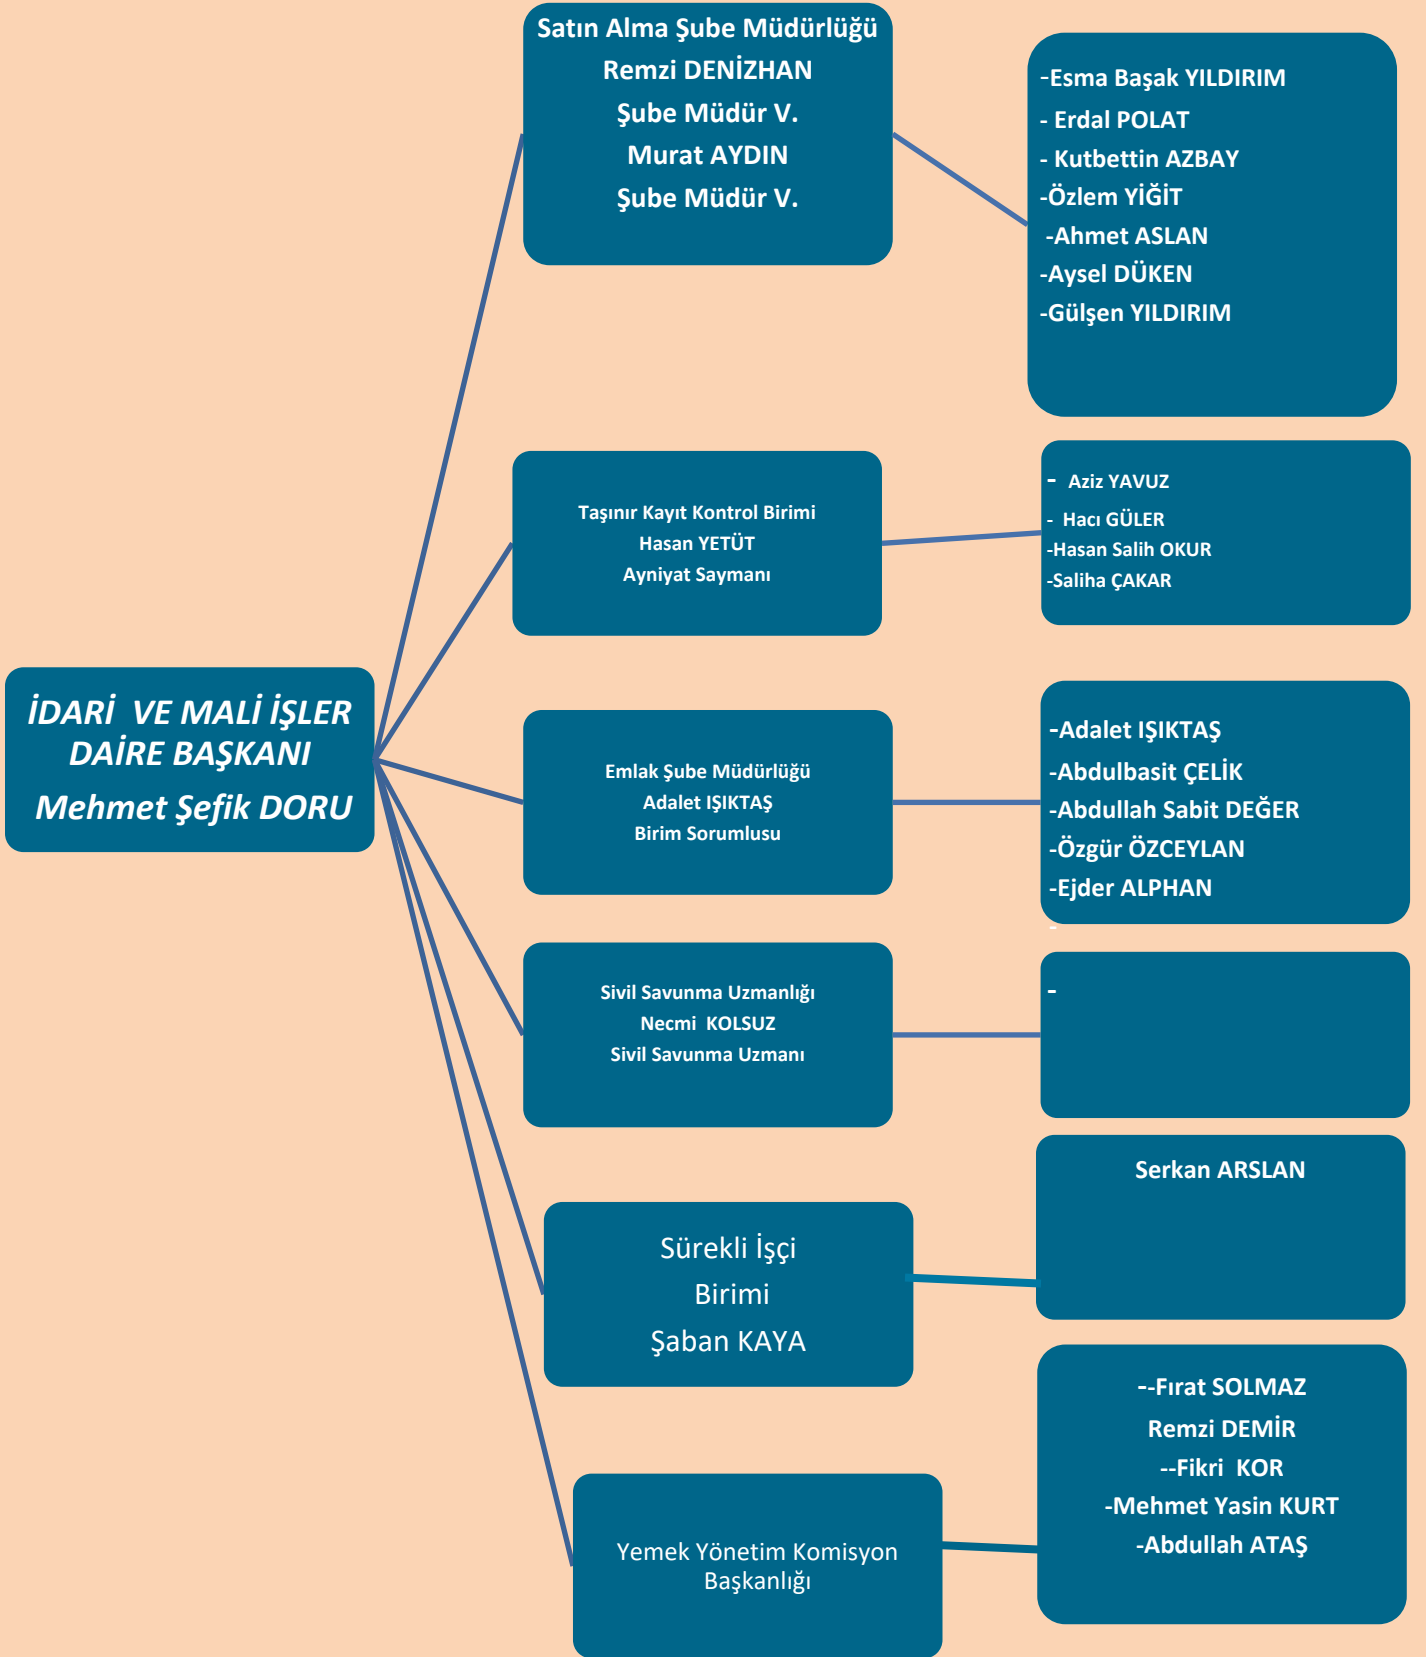 İDARİ VE MALİ İŞLER
DAİRE BAŞKANI
Mehmet Şefik DORU
Satın Alma Şube Müdürlüğü
Remzi DENİZHAN
Şube Müdür V.
Murat AYDIN
Şube Müdür V.
-Esma Başak YILDIRIM
- Erdal POLAT
- Kutbettin AZBAY
-Özlem YİĞİT
-Ahmet ASLAN
-Aysel DÜKEN
-Gülşen YILDIRIM
Taşınır Kayıt Kontrol Birimi
Hasan YETÜT
Ayniyat Saymanı
- Aziz YAVUZ
- Hacı GÜLER
-Hasan Salih OKUR
-Saliha ÇAKAR
Emlak Şube Müdürlüğü
Adalet IŞIKTAŞ
Birim Sorumlusu
-Adalet IŞIKTAŞ
-Abdulbasit ÇELİK
-Abdullah Sabit DEĞER
-Özgür ÖZCEYLAN
-Ejder ALPHAN
-
Sivil Savunma Uzmanlığı
Necmi KOLSUZ
Sivil Savunma Uzmanı
-
Sürekli İşçi
Birimi
Şaban KAYA
Serkan ARSLAN
Yemek Yönetim Komisyon
Başkanlığı
--Fırat SOLMAZ
Remzi DEMİR
--Fikri KOR
-Mehmet Yasin KURT
-Abdullah ATAŞ